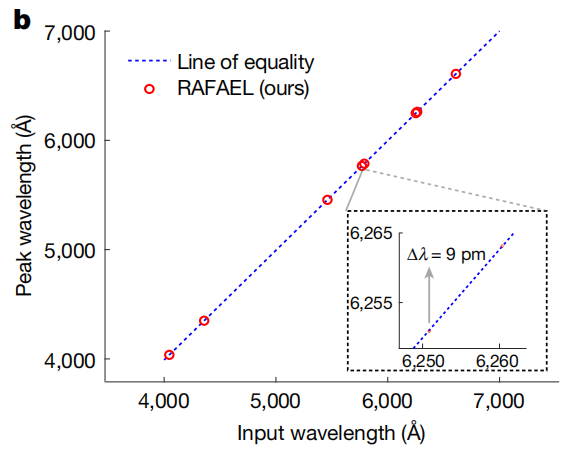 b
7,000
6,000
5,000
4,000
Peak wavelength (Å)
Line of equality
RAFAEL (ours)
6,265
Δλ = 9 pm
6,255
6,250 6,260
4,000 5,000 6,000 7,000
Input wavelength (Å)